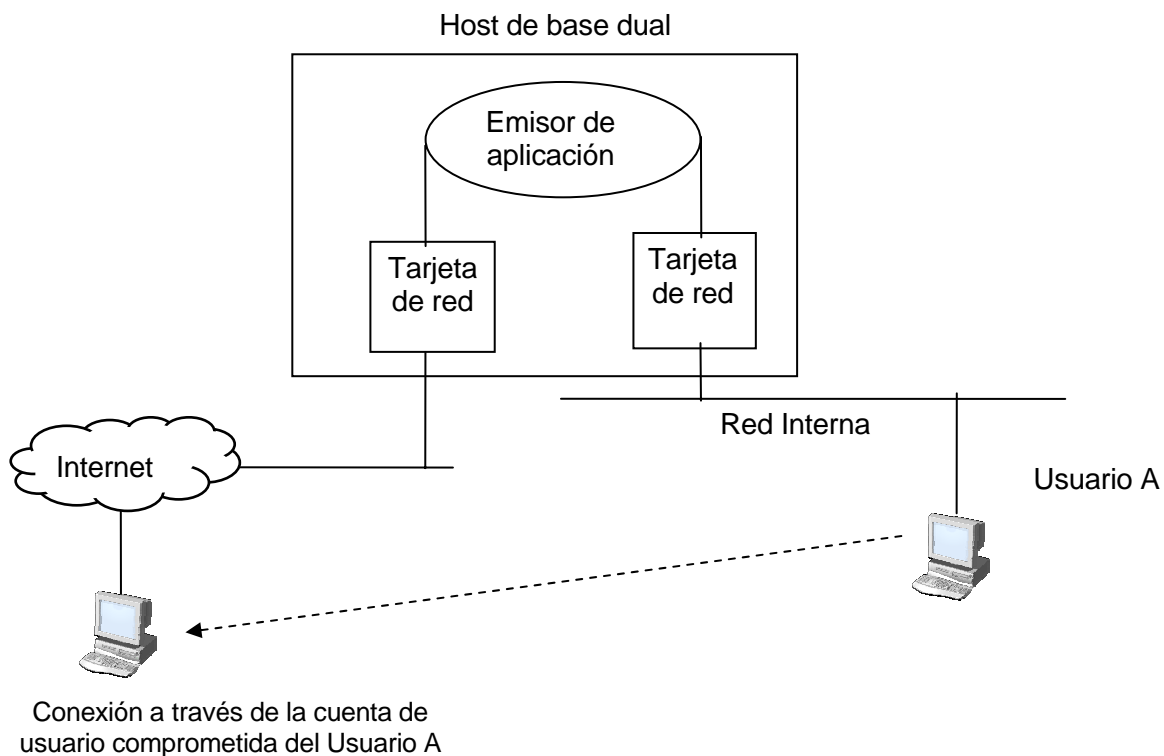 Host de base dual
Emisor de
aplicación
Tarjeta
de red
Tarjeta
de red
Red Interna
Internet
Usuario A
Conexión a través de la cuenta de
usuario comprometida del Usuario A